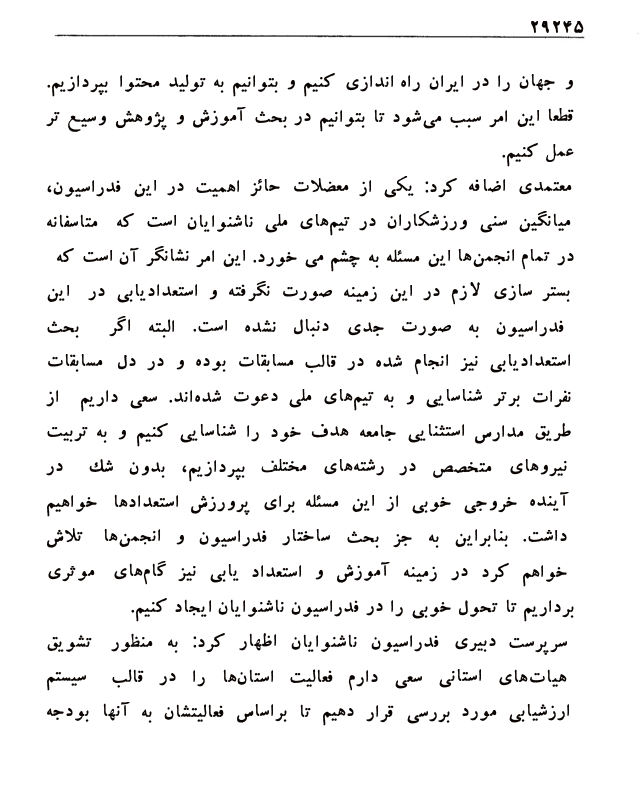 ۲۹۲۴۵
و جهان را در ایران راه اندازی کنیم و بتوانیم به تولید محتوا بپردازیم.
قطعا این امر سبب می‌شود تا بتوانیم در بحث آموزش و پژوهش وسیع تر
عمل کنیم.
معتمدی اضافه کرد: یکی از معضلات حائز اهمیت در این فدراسیون،
میانگین سنی ورزشکاران در تیم‌های ملی ناشنوایان است که متاسفانه
در تمام انجمن‌ها این مسئله به چشم می خورد. این امر نشانگر آن است که
بستر سازی لازم در این زمینه صورت نگرفته و استعدادیابی در این
فدراسیون به صورت جدی دنبال نشده است. البته اگر بحث
استعدادیابی نیز انجام شده در قالب مسابقات بوده و در دل مسابقات
نفرات برتر شناسایی و به تیم‌های ملی دعوت شده‌اند. سعی داریم از
طریق مدارس استثنایی جامعه هدف خود را شناسایی کنیم و به تربیت
نیروهای متخصص در رشته‌های مختلف بپردازیم، بدون شك در
آینده خروجی خوبی از این مسئله برای پرورزش استعدادها خواهیم
داشت. بنابراین به جز بحث ساختار فدراسیون و انجمن‌ها تلاش
خواهم کرد در زمینه آموزش و استعداد یابی نیز گام‌های موثری
برداریم تا تحول خوبی را در فدراسیون ناشنوایان ایجاد کنیم.
سرپرست دبیری فدراسیون ناشنوایان اظهار کرد: به منظور تشویق
هیات‌های استانی سعی دارم فعالیت استان‌ها را در قالب سیستم
ارزشیابی مورد بررسی قرار دهیم تا براساس فعالیتشان به آنها بودجه